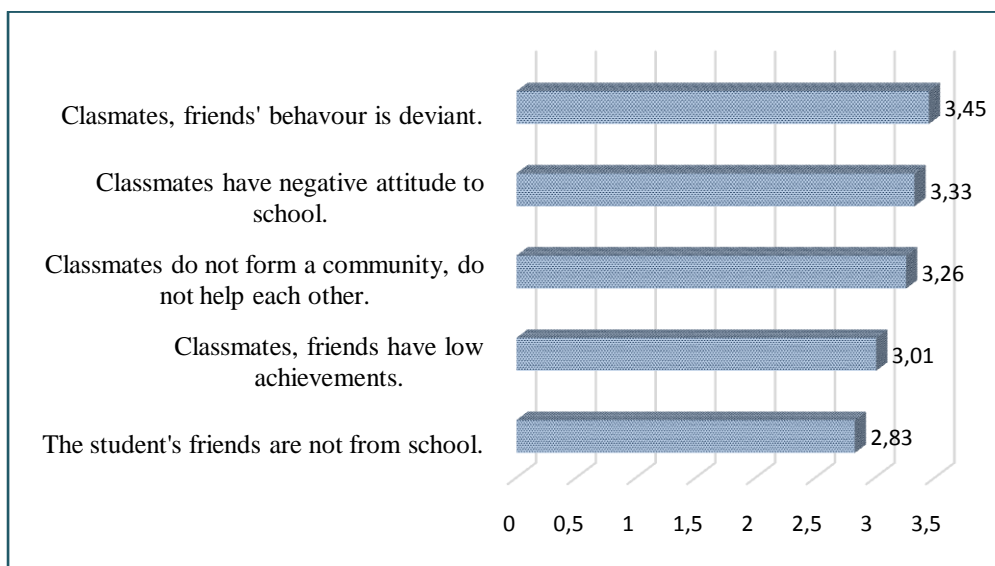 Clasmates, friends' behavour is deviant.
3,45
Classmates have negative attitude to
school.
3,33
Classmates do not form a community, do
not help each other.
3,26
Classmates, friends have low
achievements.
3,01
The student's friends are not from school.
2,83
0 0,5 1 1,5 2 2,5 3 3,5